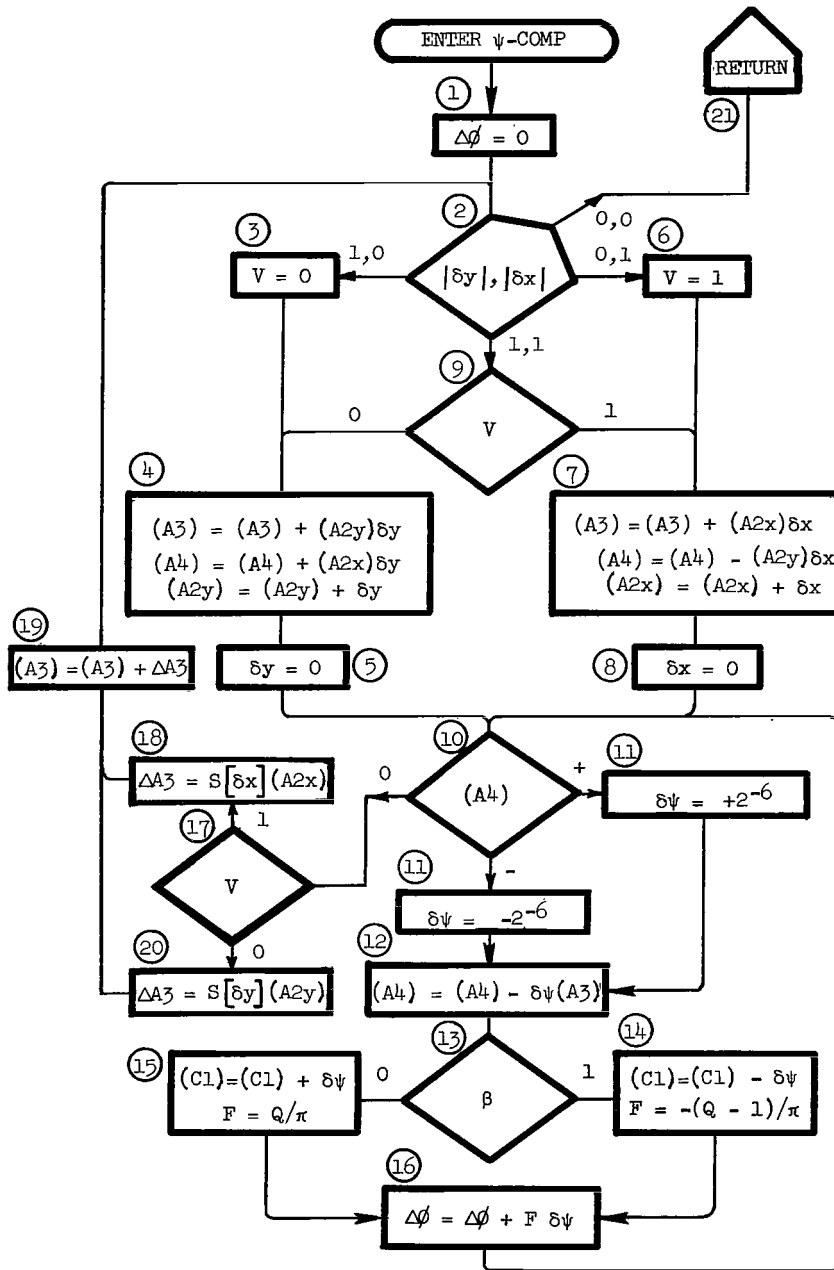 ENTER ψ-COMP
RETURN
1
21
Δø = 0
2
3
6
0,0
1,0
0,1
V = 0
|δy|, |δx|
V = 1
1,1
9
0
1
V
4
7
(A3) = (A3) + (A2y)δy
(A4) = (A4) + (A2x)δy
(A2y) = (A2y) + δy
(A3) = (A3) + (A2x)δx
(A4) = (A4) - (A2y)δx
(A2x) = (A2x) + δx
19
(A3) = (A3) + ΔA3
δy = 0
5
8
δx = 0
18
10
11
ΔA3 = S[δx](A2x)
0
(A4)
+
δψ = +2⁻⁶
17
1
V
11
-
δψ = -2⁻⁶
20
0
12
ΔA3 = S[δy](A2y)
(A4) = (A4) - δψ(A3)
13
14
15
(C1)=(C1) + δψ
F = Q/π
0
β
1
(C1)=(C1) - δψ
F = -(Q - 1)/π
16
Δø = Δø + F δψ